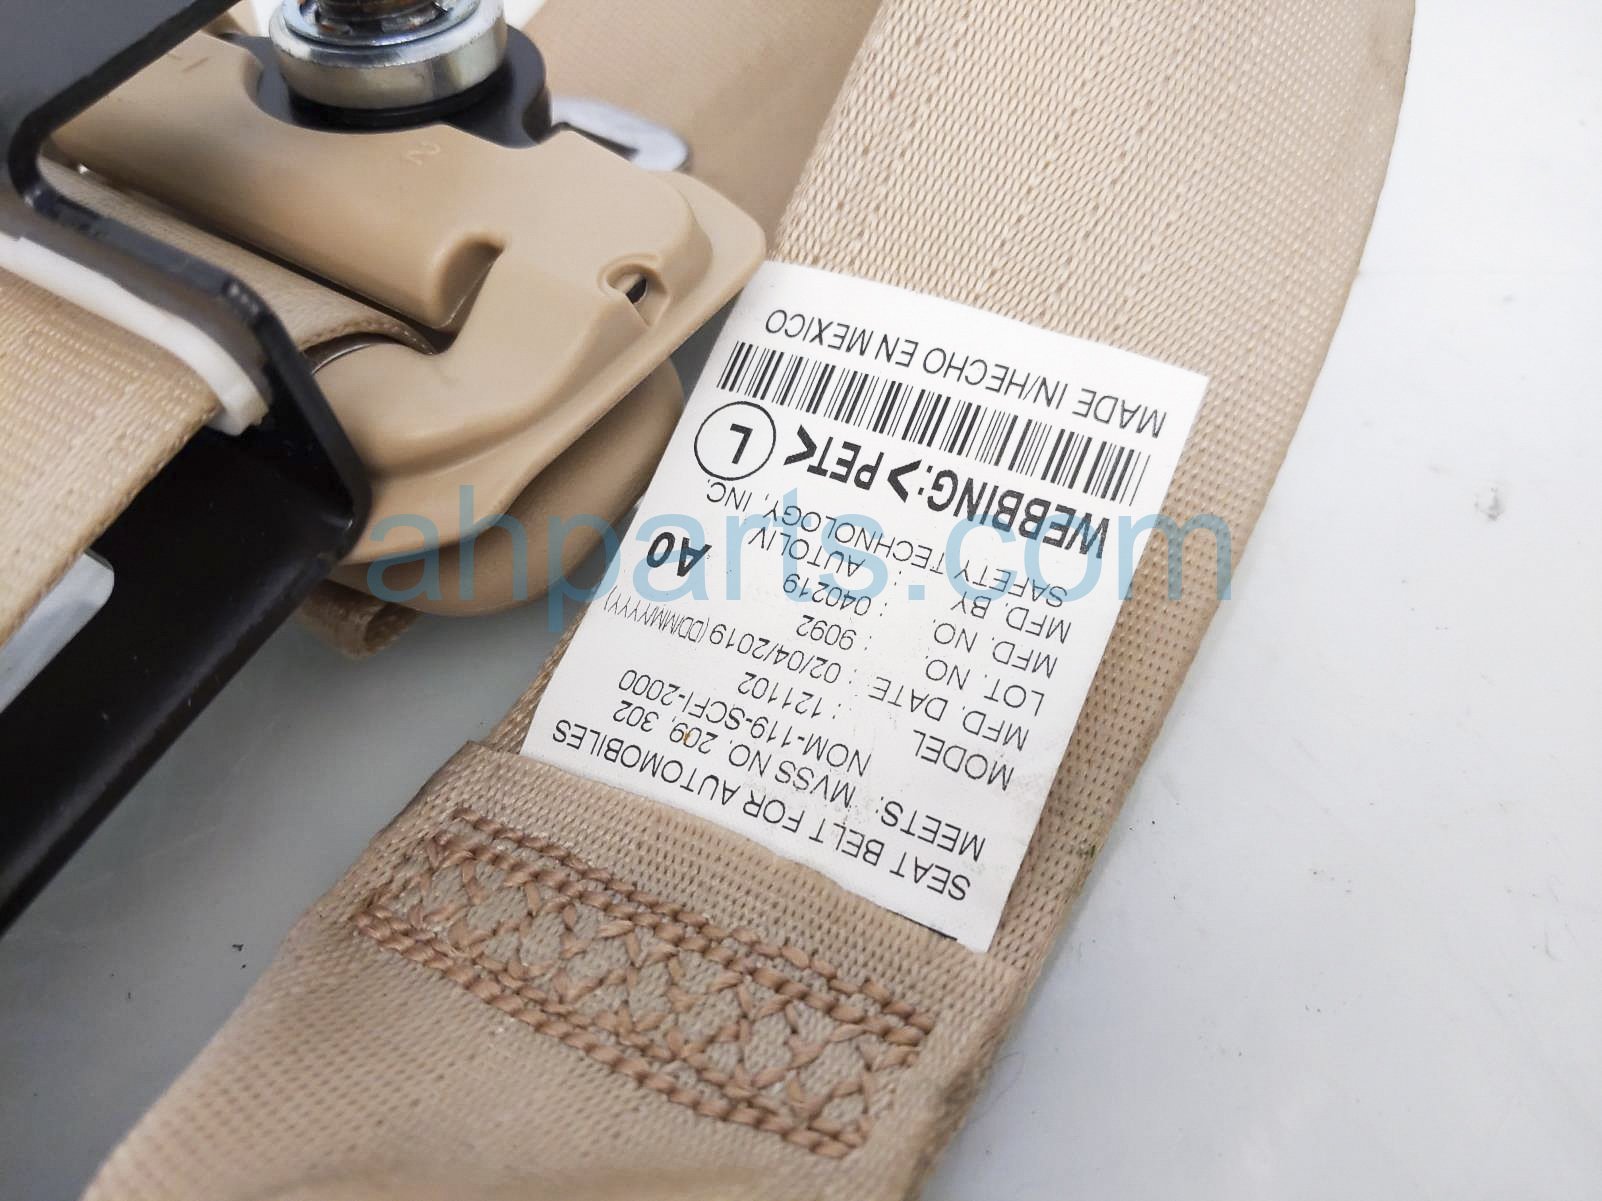 SEAT BELT FOR AUTOMOBILES
MEETS: MVSS NO. 209, 302
NOM-119-SCFI-2000
MODEL : 121102
MFD. DATE : 02/04/2019 (DD/MM/YYYY)
LOT. NO. : 9092
MFD. NO. : 040219
MFD. BY : AUTOLIV
SAFETY TECHNOLOGY, INC.
A0
WEBBING:>PET< L
MADE IN/HECHO EN MEXICO
2
ahparts.com